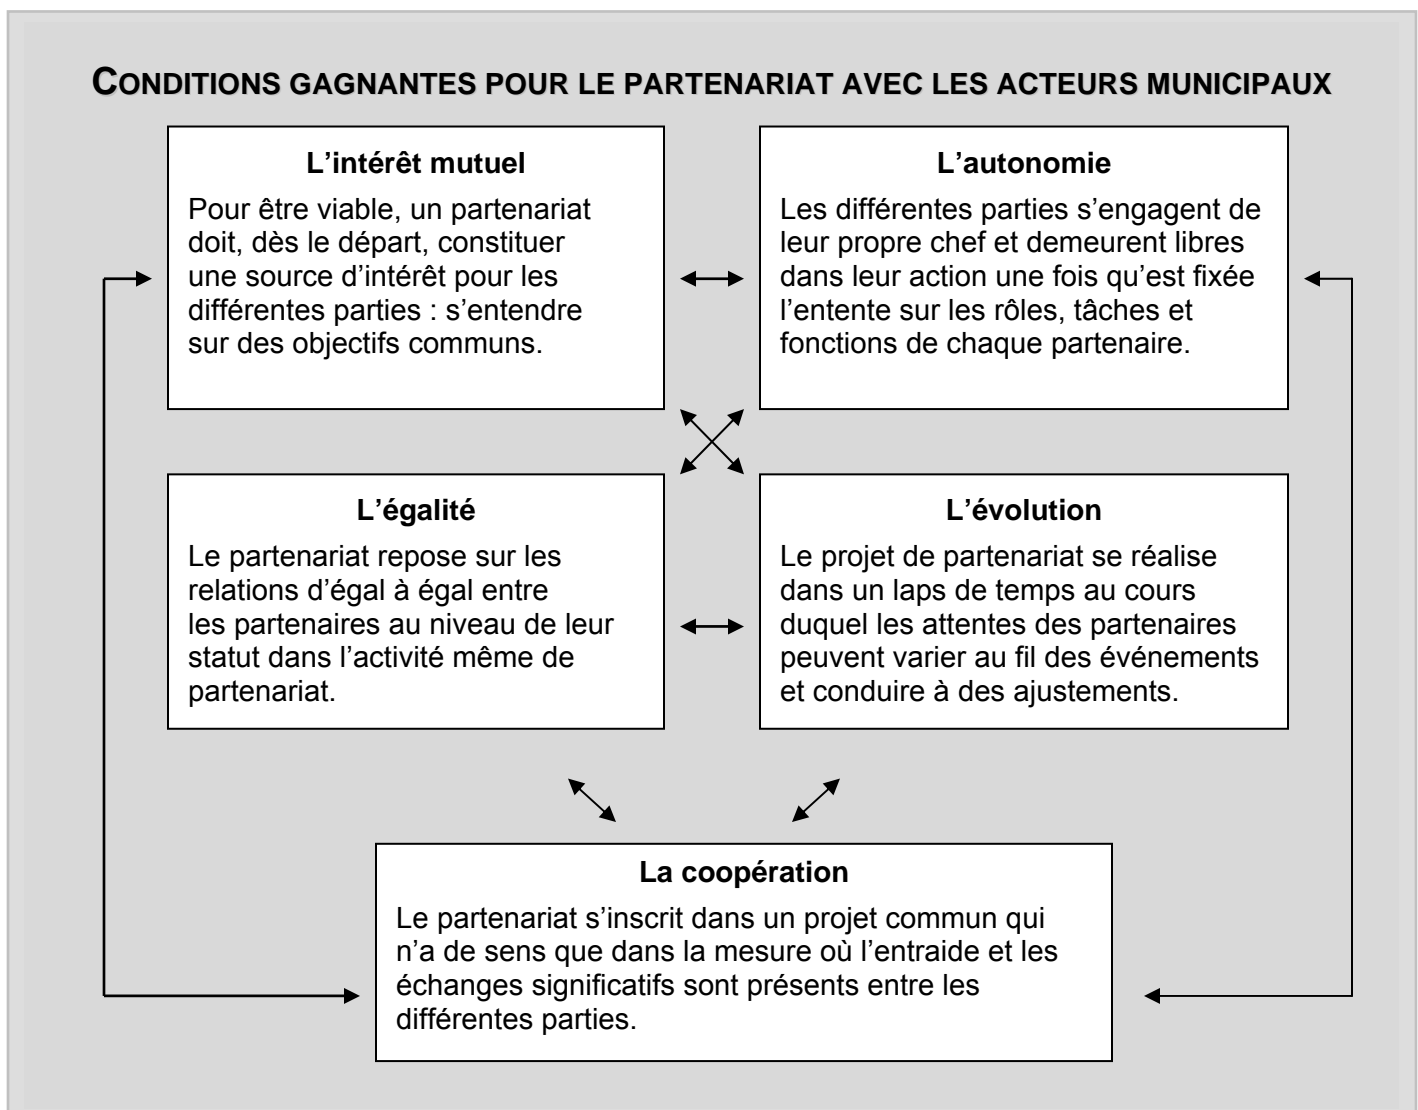 CONDITIONS GAGNANTES POUR LE PARTENARIAT AVEC LES ACTEURS MUNICIPAUX
L’intérêt mutuel
Pour être viable, un partenariat
doit, dès le départ, constituer
une source d’intérêt pour les
différentes parties : s’entendre
sur des objectifs communs.
L’autonomie
Les différentes parties s’engagent de
leur propre chef et demeurent libres
dans leur action une fois qu’est fixée
l’entente sur les rôles, tâches et
fonctions de chaque partenaire.
L’égalité
Le partenariat repose sur les
relations d’égal à égal entre
les partenaires au niveau de leur
statut dans l’activité même de
partenariat.
L’évolution
Le projet de partenariat se réalise
dans un laps de temps au cours
duquel les attentes des partenaires
peuvent varier au fil des événements
et conduire à des ajustements.
La coopération
Le partenariat s’inscrit dans un projet commun qui
n’a de sens que dans la mesure où l’entraide et les
échanges significatifs sont présents entre les
différentes parties.